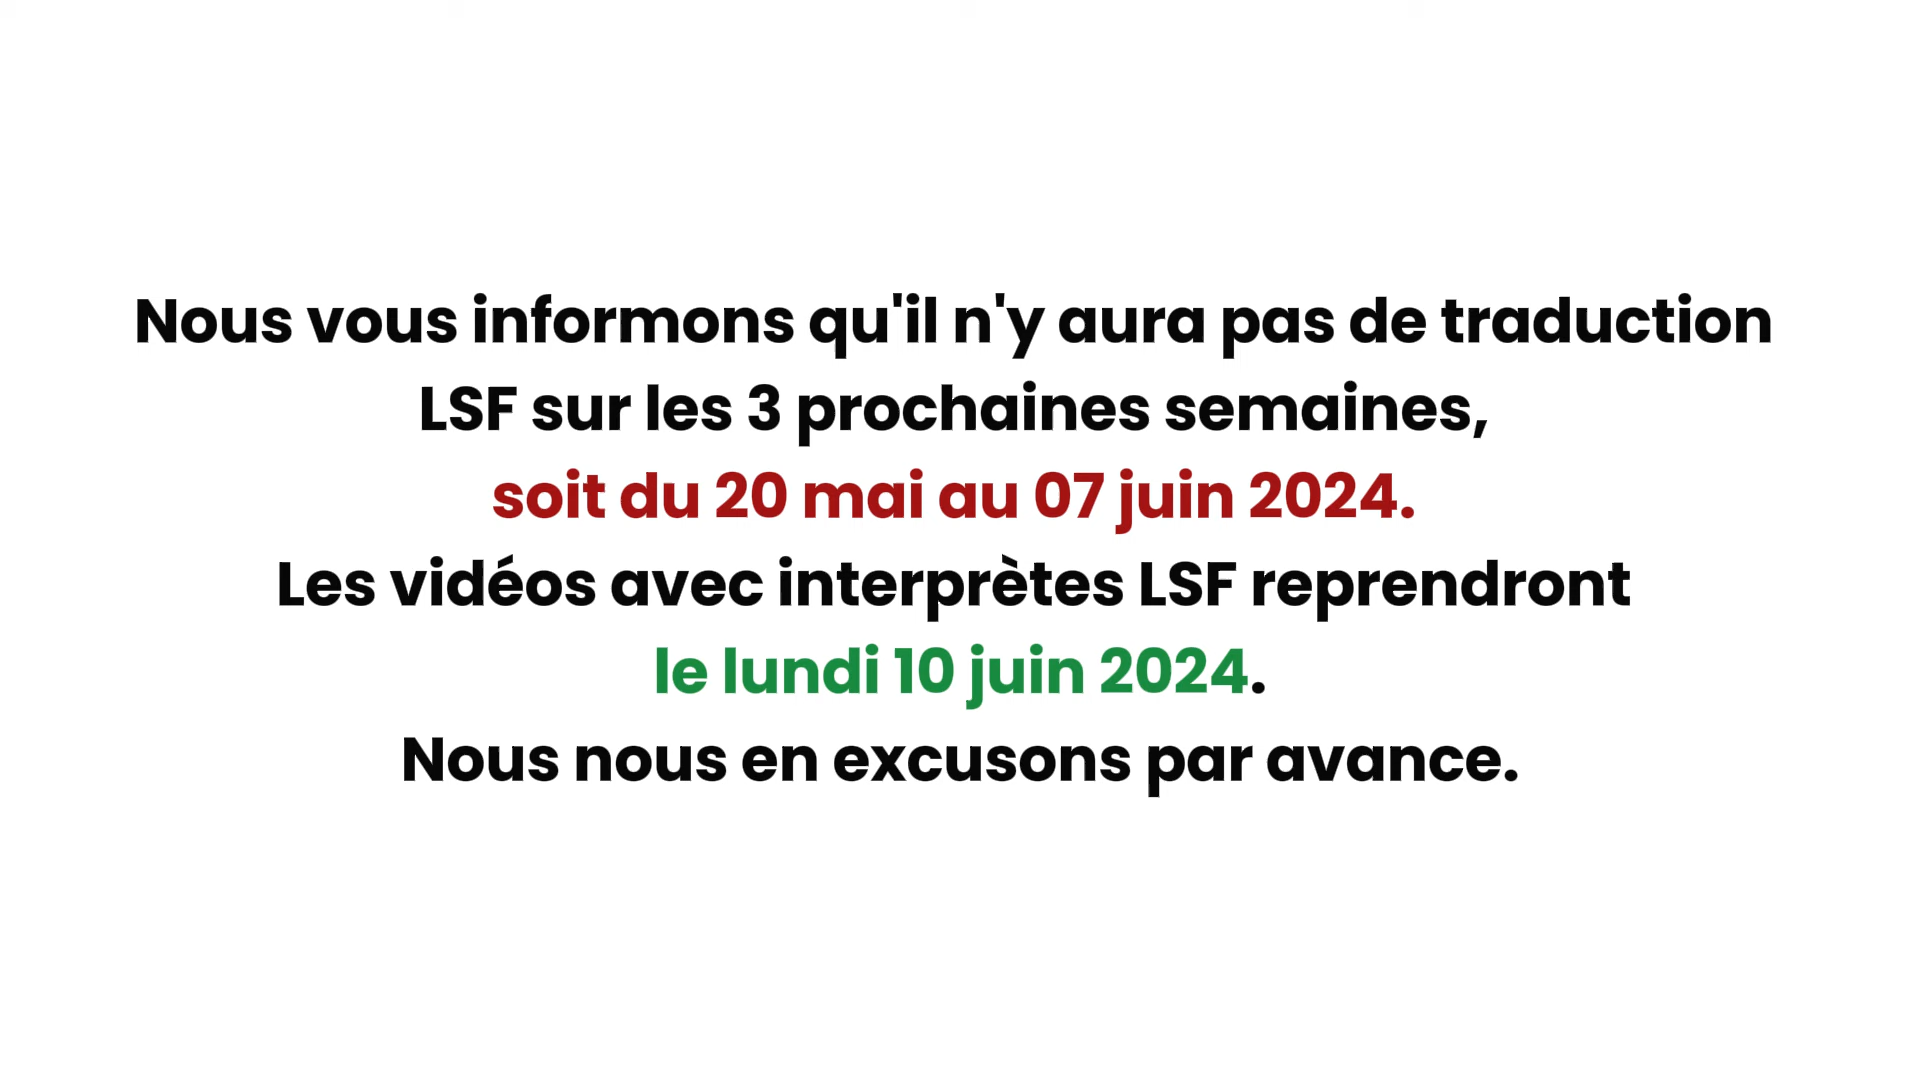 Nous vous informons qu'il n'y aura pas de traduction
LSF sur les 3 prochaines semaines,
soit du 20 mai au 07 juin 2024.
Les vidéos avec interprètes LSF reprendront
le lundi 10 juin 2024.
Nous nous en excusons par avance.